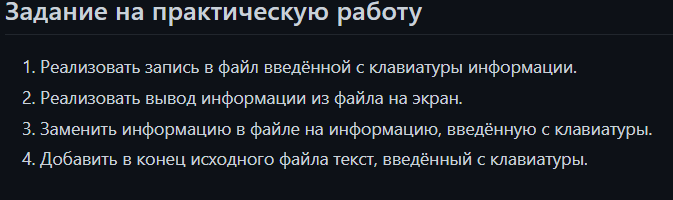 Задание на практическую работу
1. Реализовать запись в файл введённой с клавиатуры информации.
2. Реализовать вывод информации из файла на экран.
3. Заменить информацию в файле на информацию, введённую с клавиатуры.
4. Добавить в конец исходного файла текст, введённый с клавиатуры.